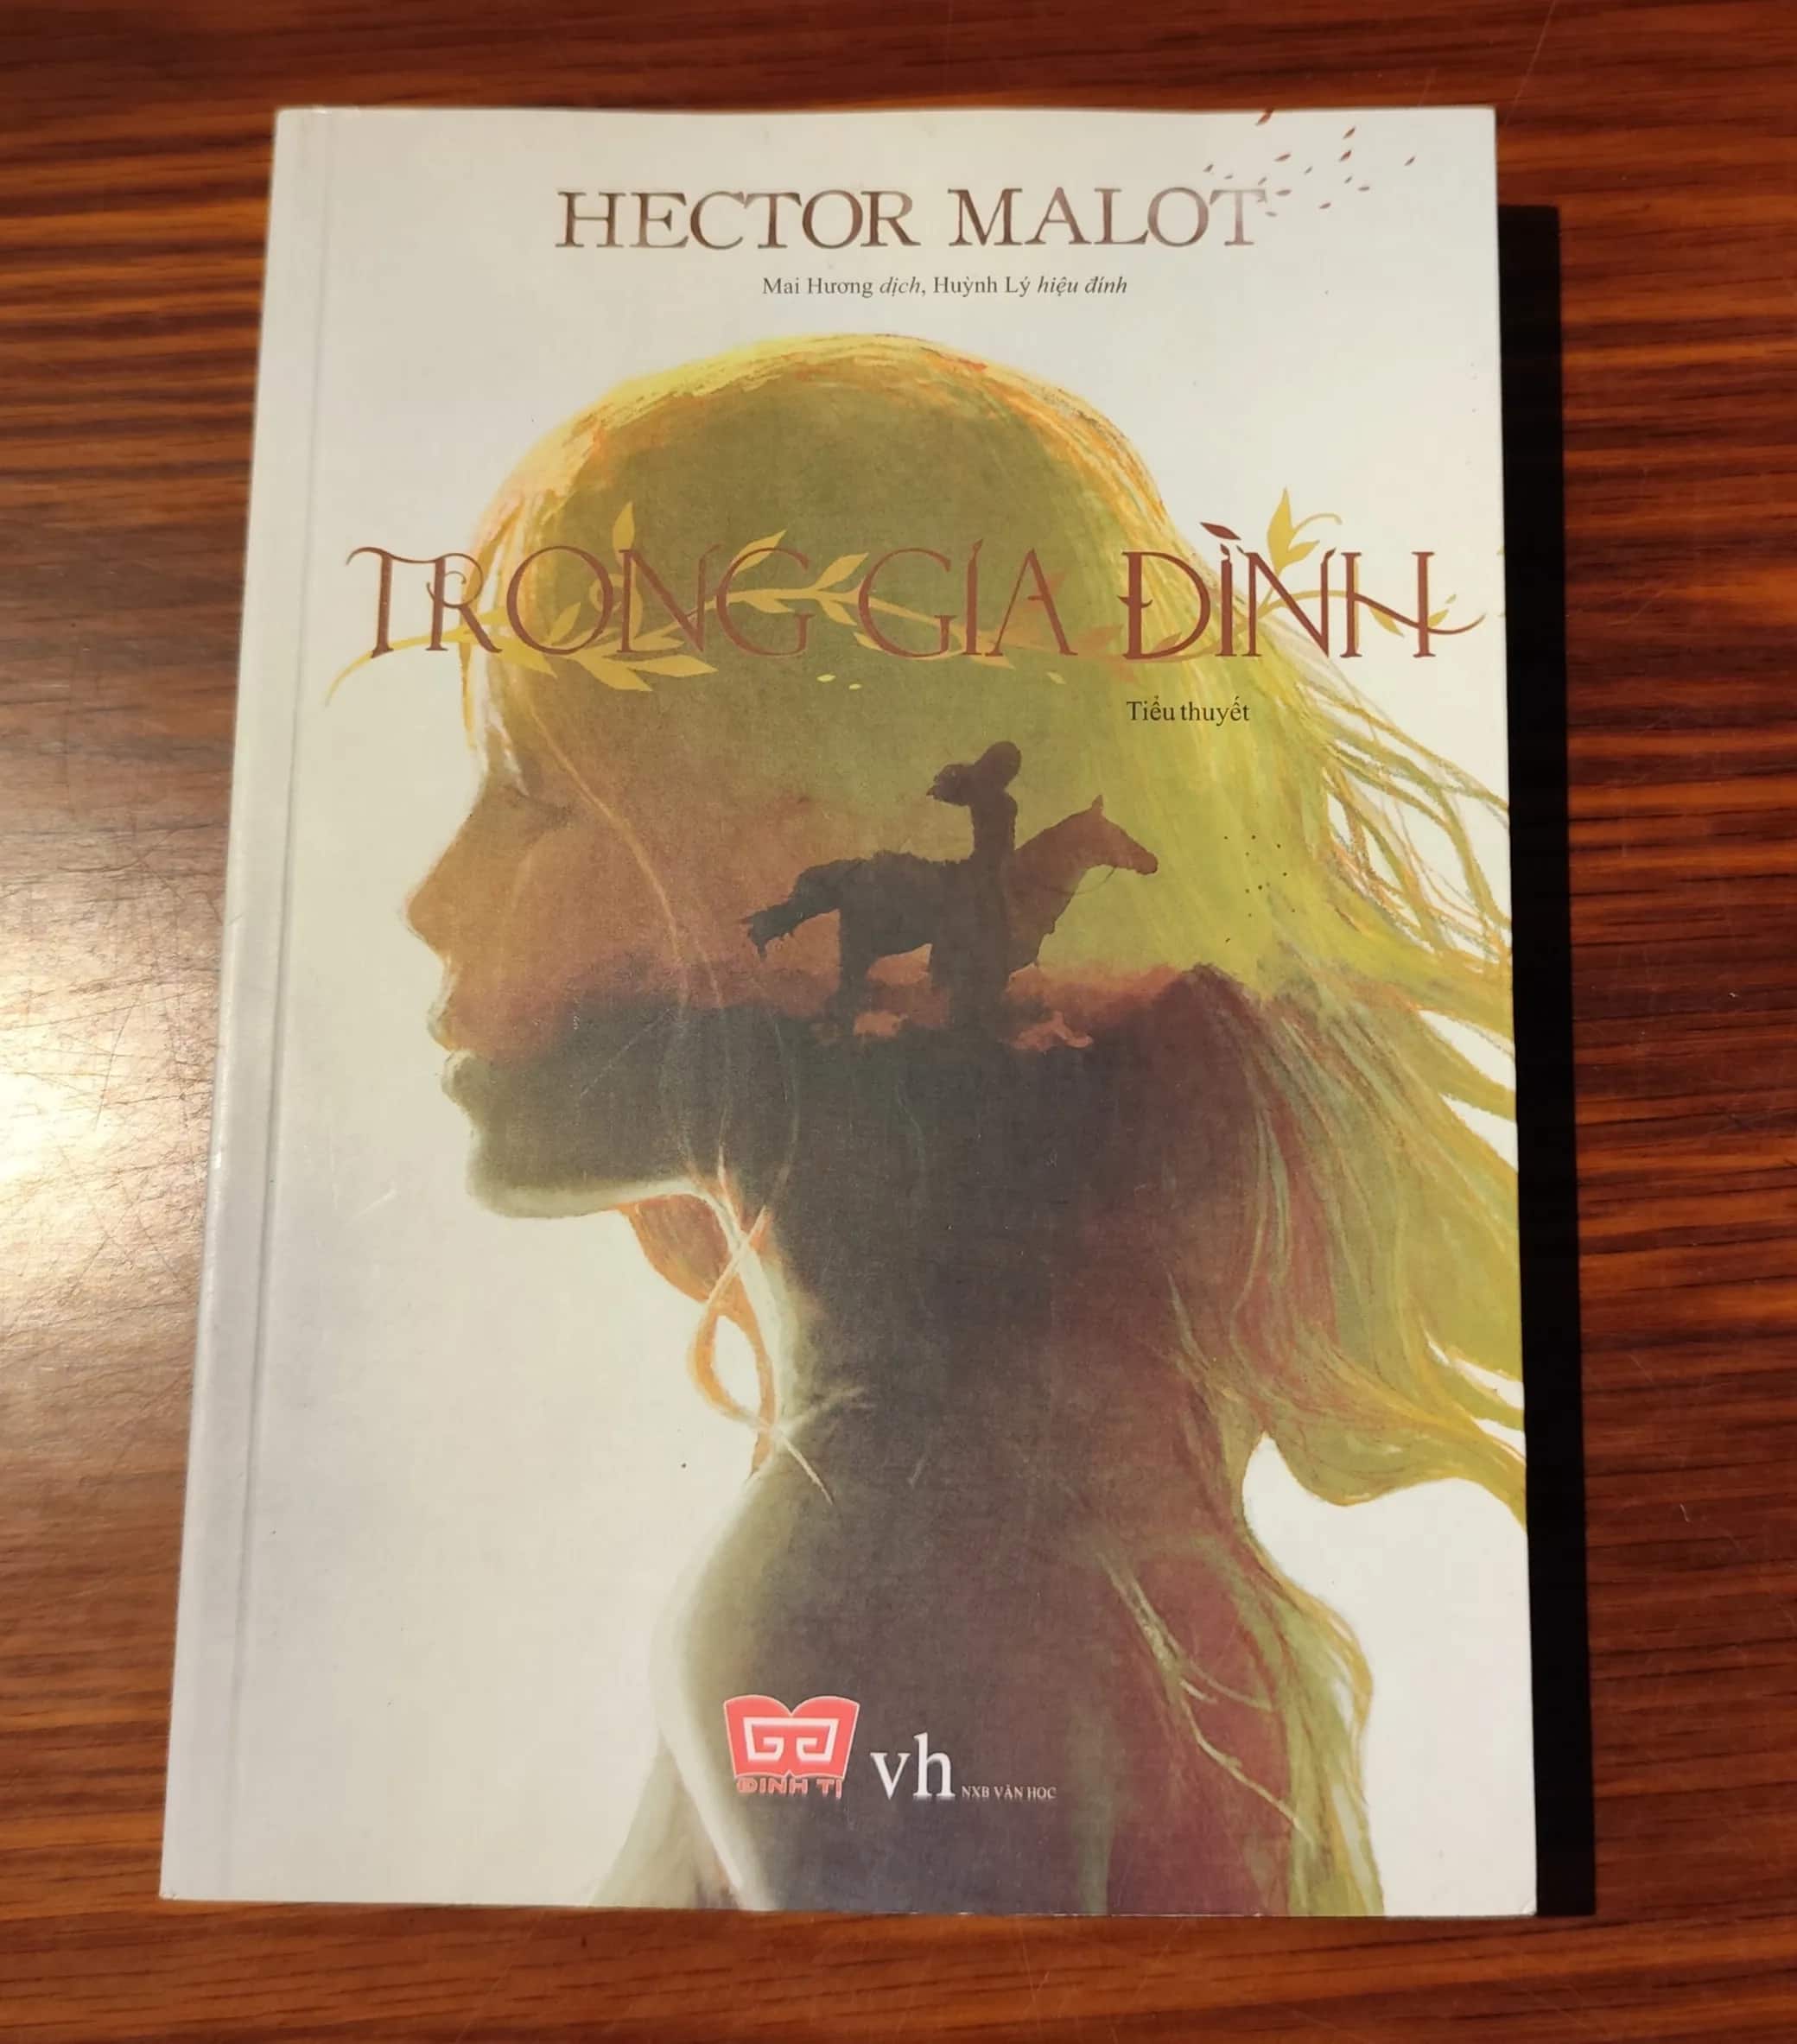 HECTOR MALOT
Mai Hương dịch, Huỳnh Lý hiệu đính
TRONG GIA ĐÌNH
Tiểu thuyết
ĐINH TỊ
vh NXB VĂN HỌC